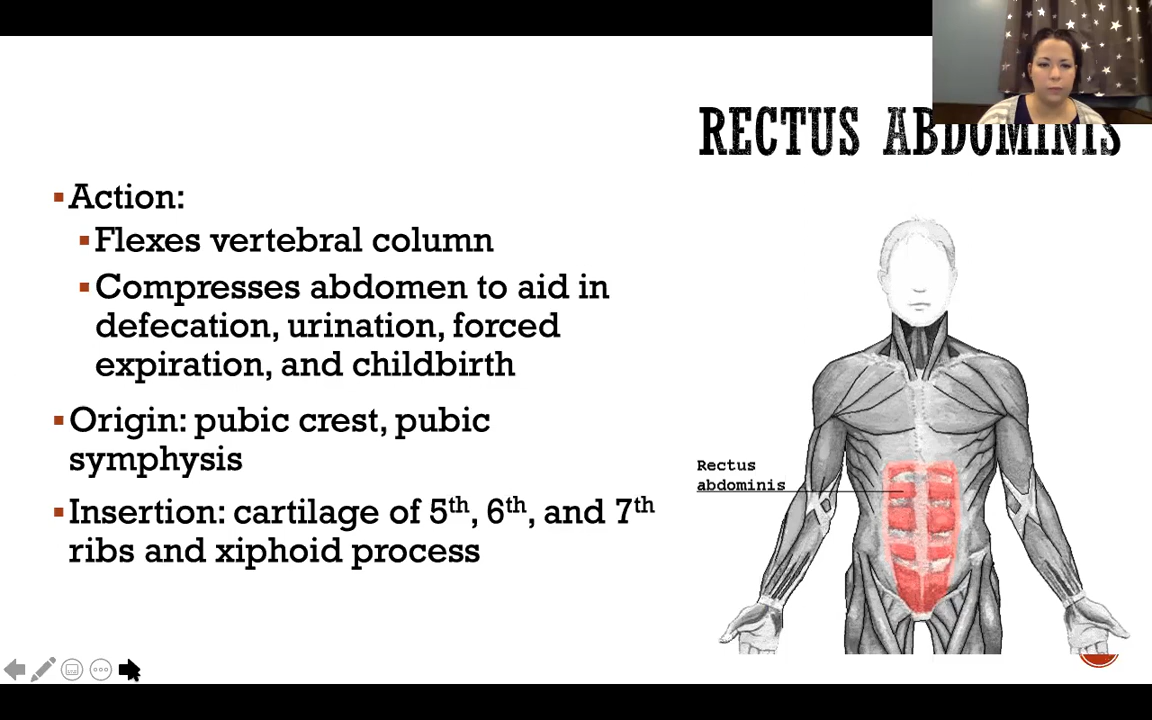 RECTUS ABDOMINIS
▪Action:
▪Flexes vertebral column
▪Compresses abdomen to aid in
defecation, urination, forced
expiration, and childbirth
▪Origin: pubic crest, pubic
symphysis
▪Insertion: cartilage of 5th, 6th, and 7th
ribs and xiphoid process
Rectus
abdominis